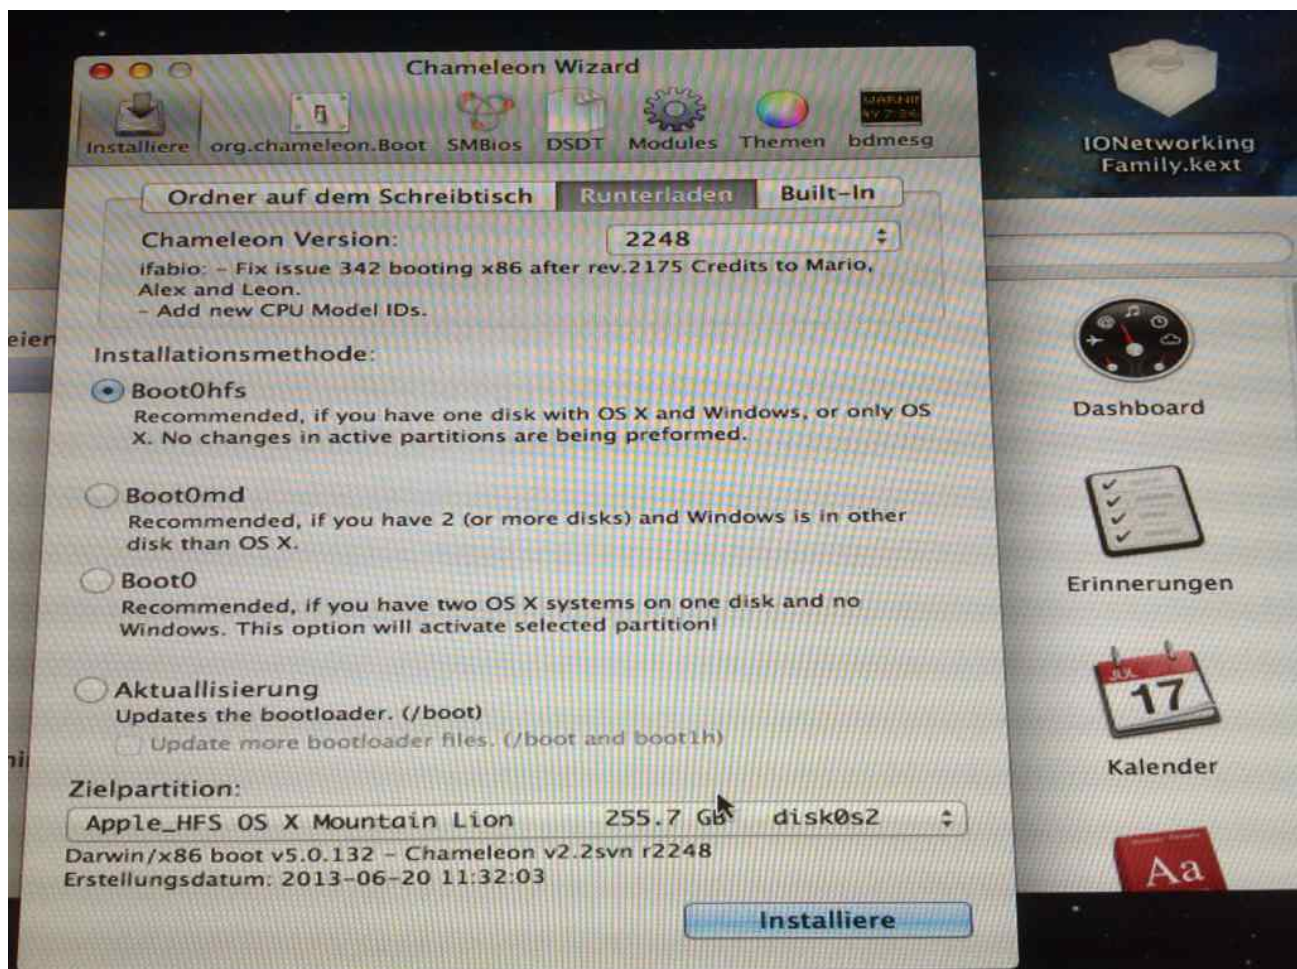 Chameleon Wizard
Installiere org.chameleon.Boot SMBios DSDT Modules Themen bdmesg
IONetworking
Family.kext
Ordner auf dem Schreibtisch Runterladen Built-In
Chameleon Version: 2248
ifabio: - Fix issue 342 booting x86 after rev.2175 Credits to Mario,
Alex and Leon.
- Add new CPU Model IDs.
eien
Installationsmethode:
Boot0hfs
Recommended, if you have one disk with OS X and Windows, or only OS
X. No changes in active partitions are being preformed.
Dashboard
Boot0md
Recommended, if you have 2 (or more disks) and Windows is in other
disk than OS X.
Boot0
Recommended, if you have two OS X systems on one disk and no
Windows. This option will activate selected partition!
Erinnerungen
Aktuallisierung
Updates the bootloader. (/boot)
Update more bootloader files. (/boot and boot1h)
JUL
17
Kalender
Zielpartition:
Apple_HFS OS X Mountain Lion 255.7 GB disk0s2
Darwin/x86 boot v5.0.132 - Chameleon v2.2svn r2248
Erstellungsdatum: 2013-06-20 11:32:03
Aa
Installiere